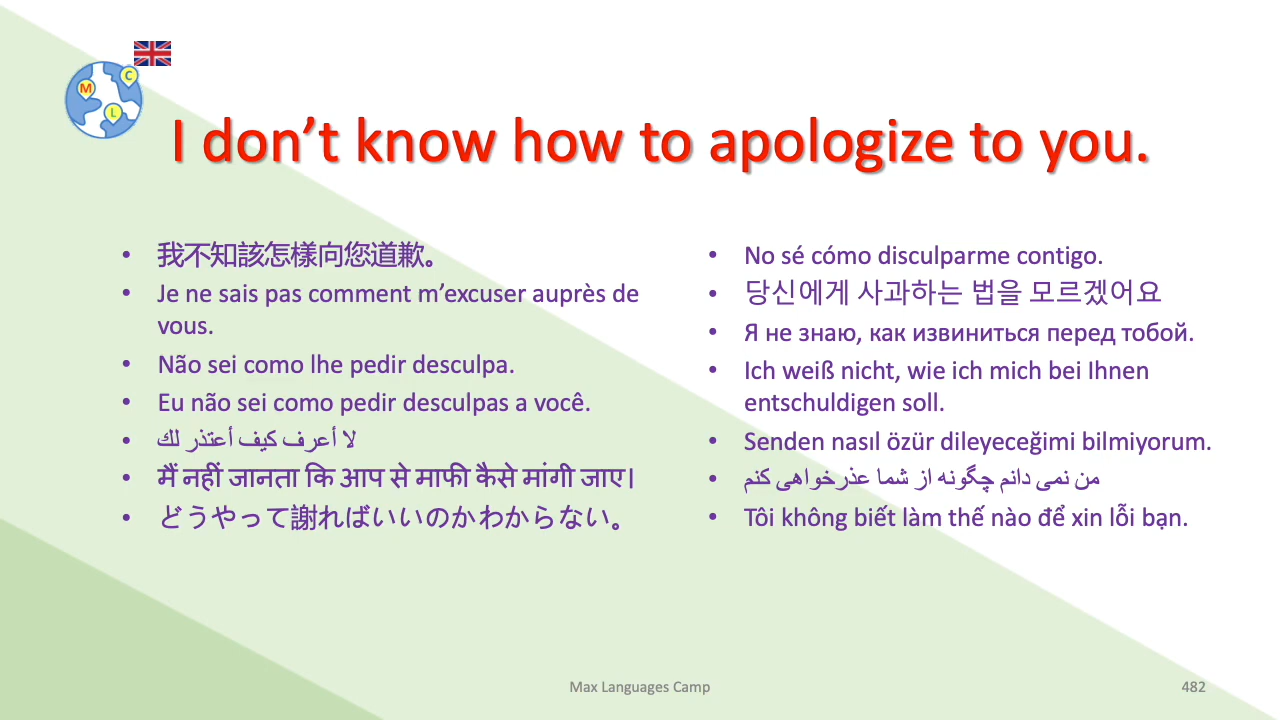 M
C
L
I don’t know how to apologize to you.
• 我不知該怎樣向您道歉。
• Je ne sais pas comment m’excuser auprès de
vous.
• Não sei como lhe pedir desculpa.
• Eu não sei como pedir desculpas a você.
• لا أعرف كيف أعتذر لك
• मैं नहीं जानता कि आप से माफी कैसे मांगी जाए।
• どうやって謝ればいいのかわからない。
• No sé cómo disculparme contigo.
• 당신에게 사과하는 법을 모르겠어요
• Я не знаю, как извиниться перед тобой.
• Ich weiß nicht, wie ich mich bei Ihnen
entschuldigen soll.
• Senden nasıl özür dileyeceğimi bilmiyorum.
• من نمی دانم چگونه از شما عذرخواهی کنم
• Tôi không biết làm thế nào để xin lỗi bạn.
Max Languages Camp
482